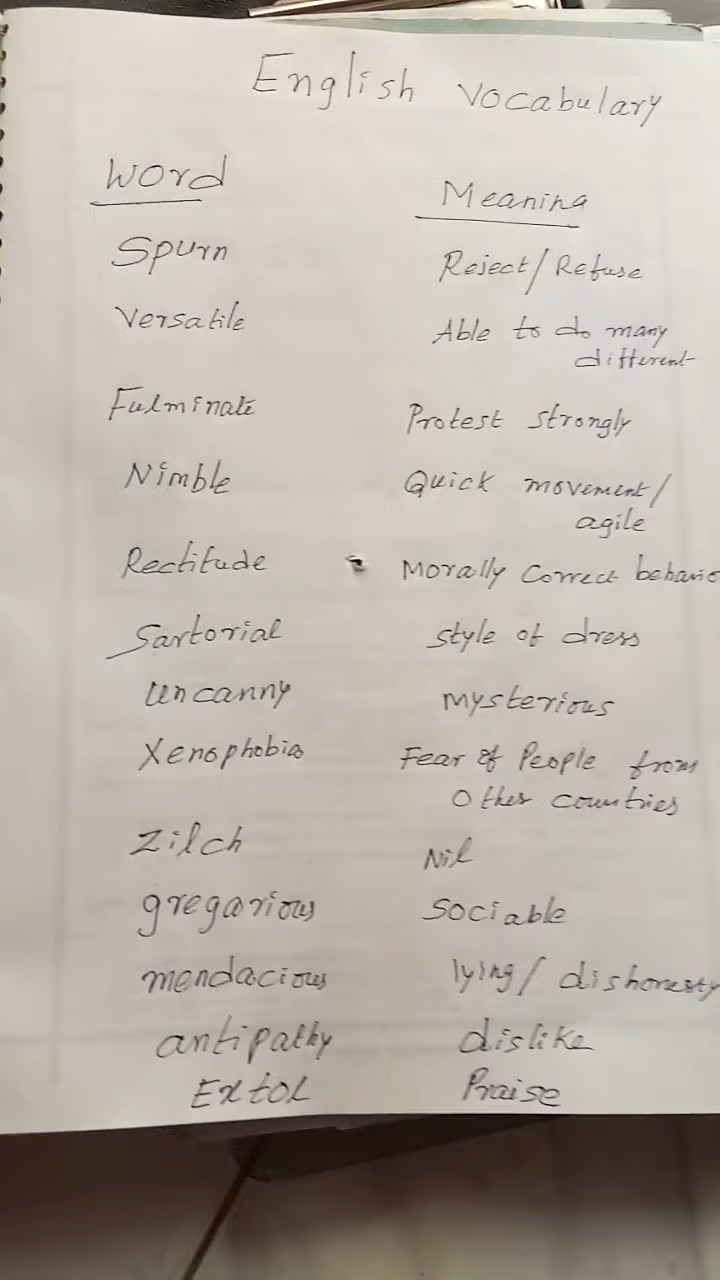 English Vocabulary
Word Meaning
Spurn Reject/Refuse
Versatile Able to do many
different
Fulminate Protest strongly
Nimble Quick movement/
agile
Rectitude Morally Correct behavio
Sartorial style of dress
uncanny mysterious
Xenophobia Fear of People from
Other countries
Zilch Nil
gregarious sociable
mendacious lying/dishonesty
antipathy dislike
Extol Praise